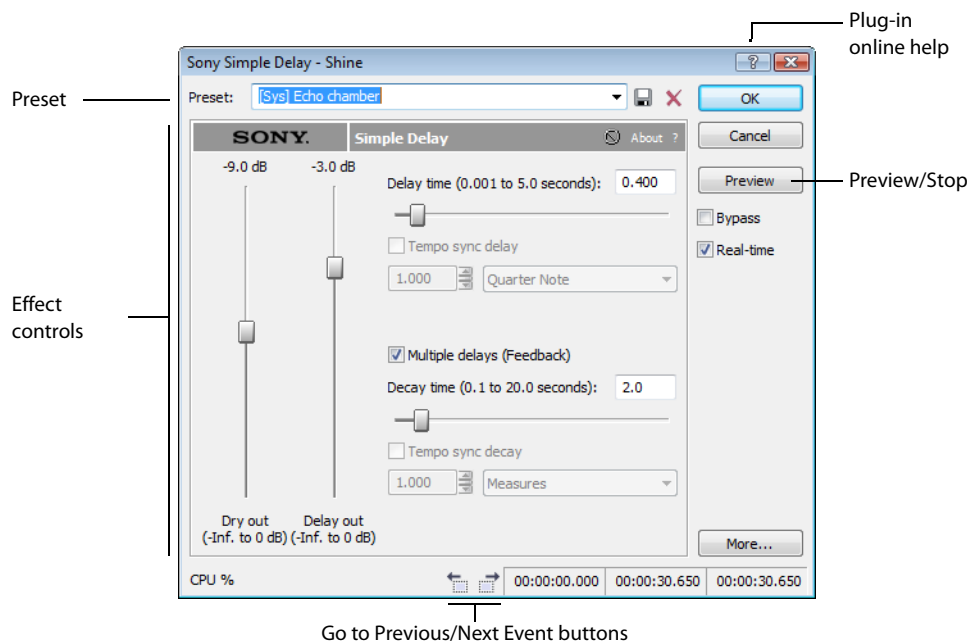 Plug-in
online help
Sony Simple Delay - Shine
?
Preset
Preset:
[Sys] Echo chamber
OK
SONY.
Simple Delay
About ?
Cancel
-9.0 dB
-3.0 dB
Delay time (0.001 to 5.0 seconds):
0.400
Preview
Preview/Stop
Bypass
Tempo sync delay
Real-time
1.000
Quarter Note
Effect
controls
Multiple delays (Feedback)
Decay time (0.1 to 20.0 seconds):
2.0
Tempo sync decay
1.000
Measures
Dry out
(-Inf. to 0 dB)
Delay out
(-Inf. to 0 dB)
More...
CPU %
00:00:00.000
00:00:30.650
00:00:30.650
Go to Previous/Next Event buttons